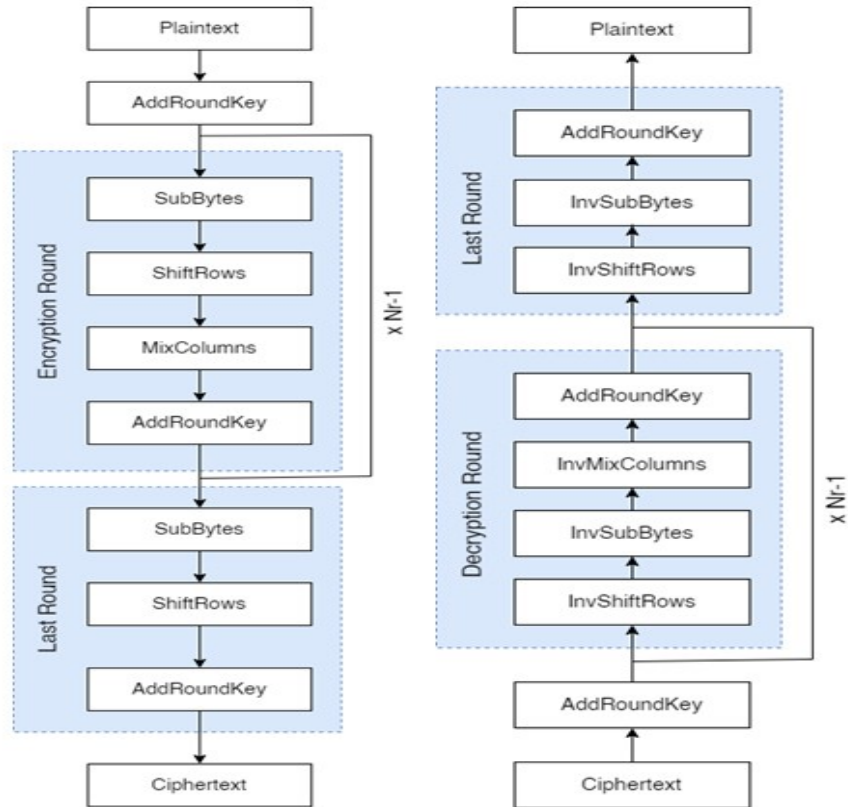 Plaintext
AddRoundKey
Encryption Round
SubBytes
ShiftRows
MixColumns
AddRoundKey
x Nr-1
Last Round
SubBytes
ShiftRows
AddRoundKey
Ciphertext
Plaintext
Last Round
AddRoundKey
InvSubBytes
InvShiftRows
Decryption Round
AddRoundKey
InvMixColumns
InvSubBytes
InvShiftRows
x Nr-1
AddRoundKey
Ciphertext